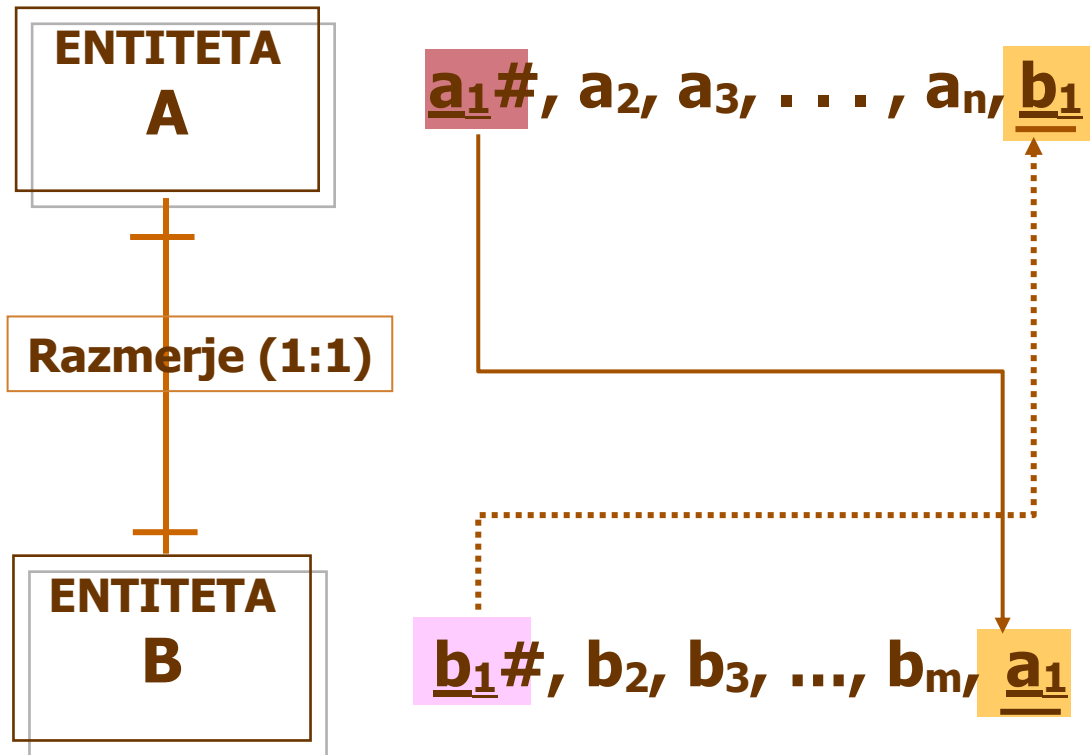 ENTITETA
A
a₁#, a₂, a₃, . . . , aₙ, b₁
Razmerje (1:1)
ENTITETA
B
b₁#, b₂, b₃, ..., bₘ, a₁